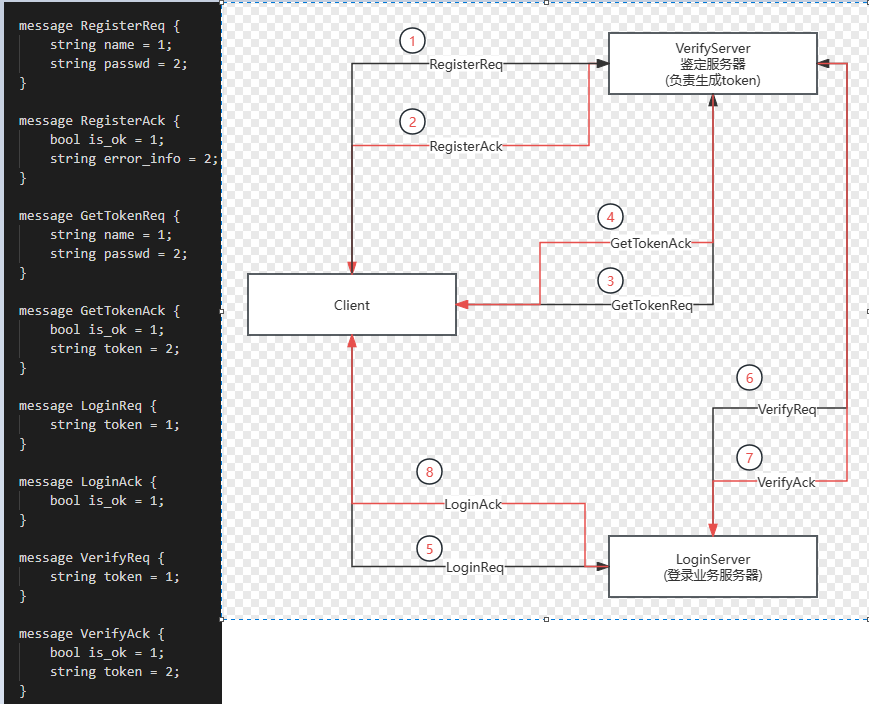 message RegisterReq {
    string name = 1;
    string passwd = 2;
}
message RegisterAck {
    bool is_ok = 1;
    string error_info = 2;
}
message GetTokenReq {
    string name = 1;
    string passwd = 2;
}
message GetTokenAck {
    bool is_ok = 1;
    string token = 2;
}
message LoginReq {
    string token = 1;
}
message LoginAck {
    bool is_ok = 1;
}
message VerifyReq {
    string token = 1;
}
message VerifyAck {
    bool is_ok = 1;
    string token = 2;
}
1
RegisterReq
VerifyServer
鉴定服务器
(负责生成token)
2
RegisterAck
4
GetTokenAck
3
GetTokenReq
Client
6
VerifyReq
7
VerifyAck
8
LoginAck
5
LoginReq
LoginServer
(登录业务服务器)